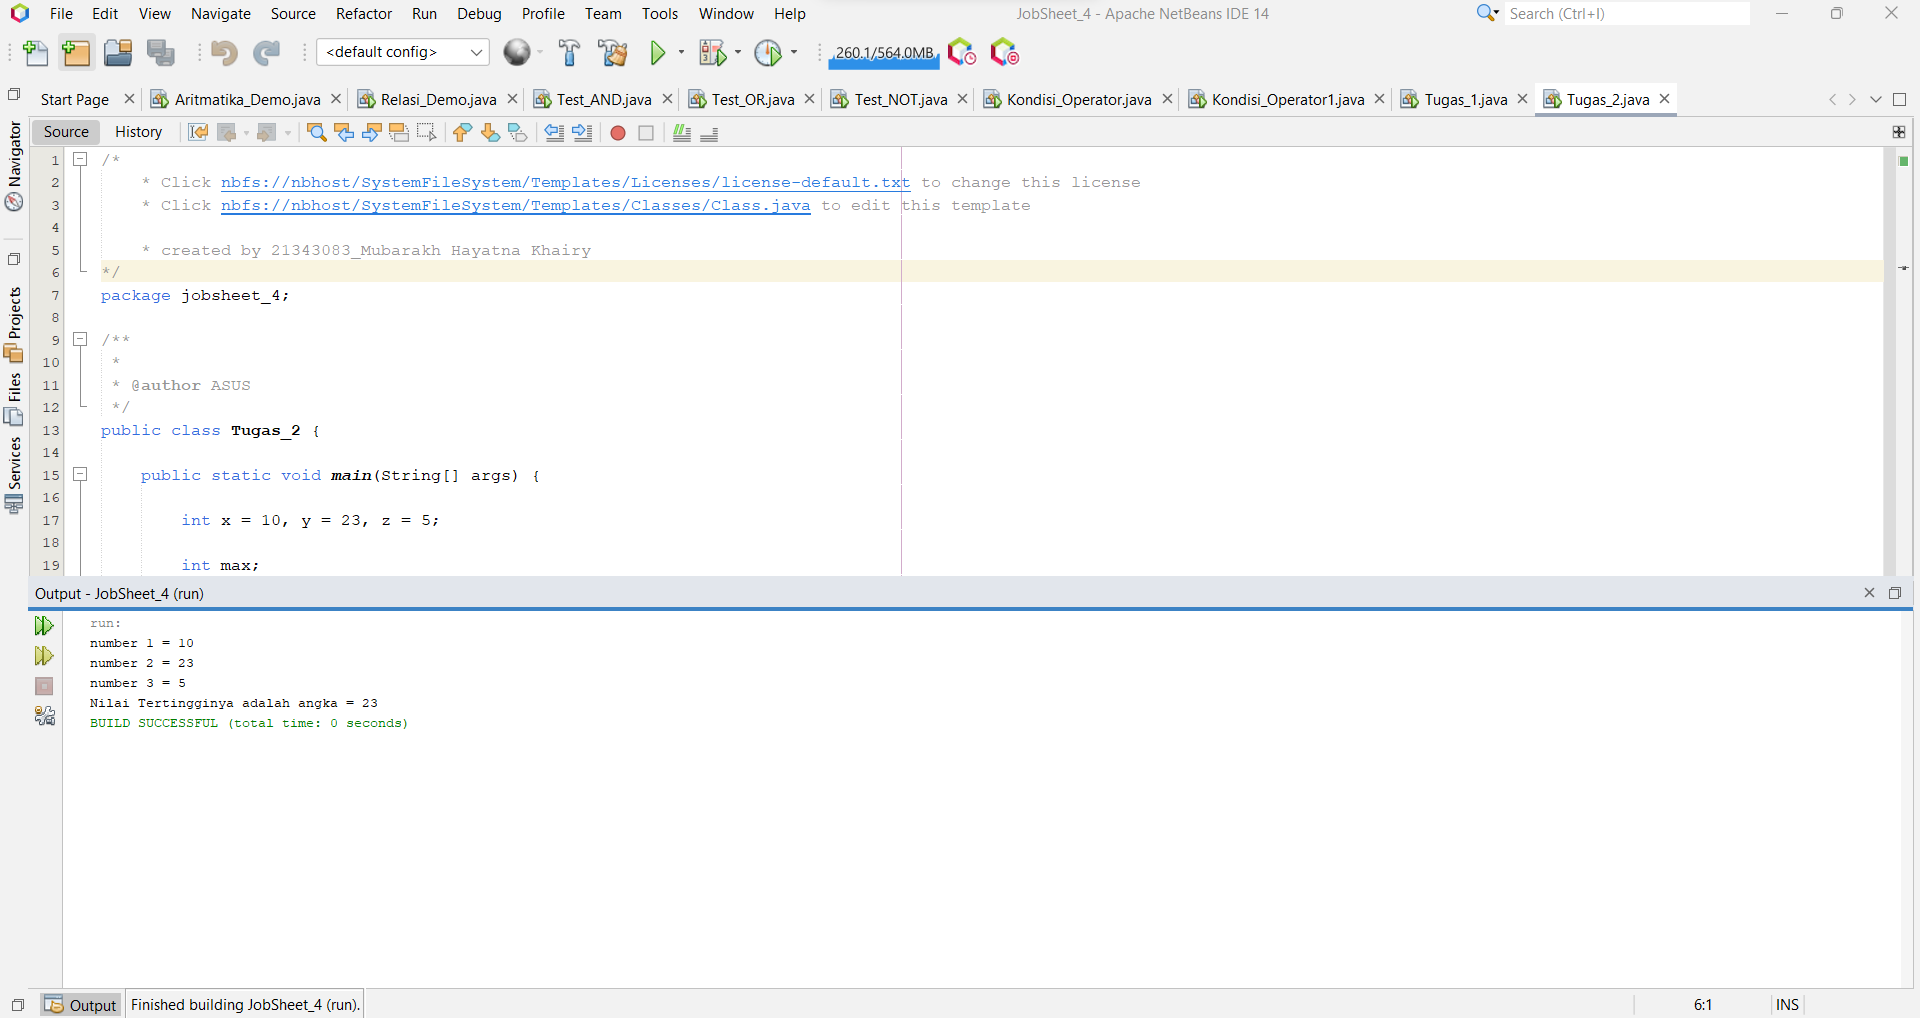 File Edit View Navigate Source Refactor Run Debug Profile Team Tools Window Help
JobSheet_4 - Apache NetBeans IDE 14
Search (Ctrl+I)
<default config>
260.1/564.0MB
Start Page Aritmatika_Demo.java Relasi_Demo.java Test_AND.java Test_OR.java Test_NOT.java Kondisi_Operator.java Kondisi_Operator1.java Tugas_1.java Tugas_2.java
Source History
Navigator
Projects
Files
Services
1 /*
2 * Click nbfs://nbhost/SystemFileSystem/Templates/Licenses/license-default.txt to change this license
3 * Click nbfs://nbhost/SystemFileSystem/Templates/Classes/Class.java to edit this template
4
5 * created by 21343083_Mubarakh Hayatna Khairy
6 */
7 package jobsheet_4;
8
9 /**
10 *
11 * @author ASUS
12 */
13 public class Tugas_2 {
14
15 public static void main(String[] args) {
16
17 int x = 10, y = 23, z = 5;
18
19 int max;
Output - JobSheet_4 (run)
run:
number 1 = 10
number 2 = 23
number 3 = 5
Nilai Tertingginya adalah angka = 23
BUILD SUCCESSFUL (total time: 0 seconds)
Output
Finished building JobSheet_4 (run).
6:1
INS